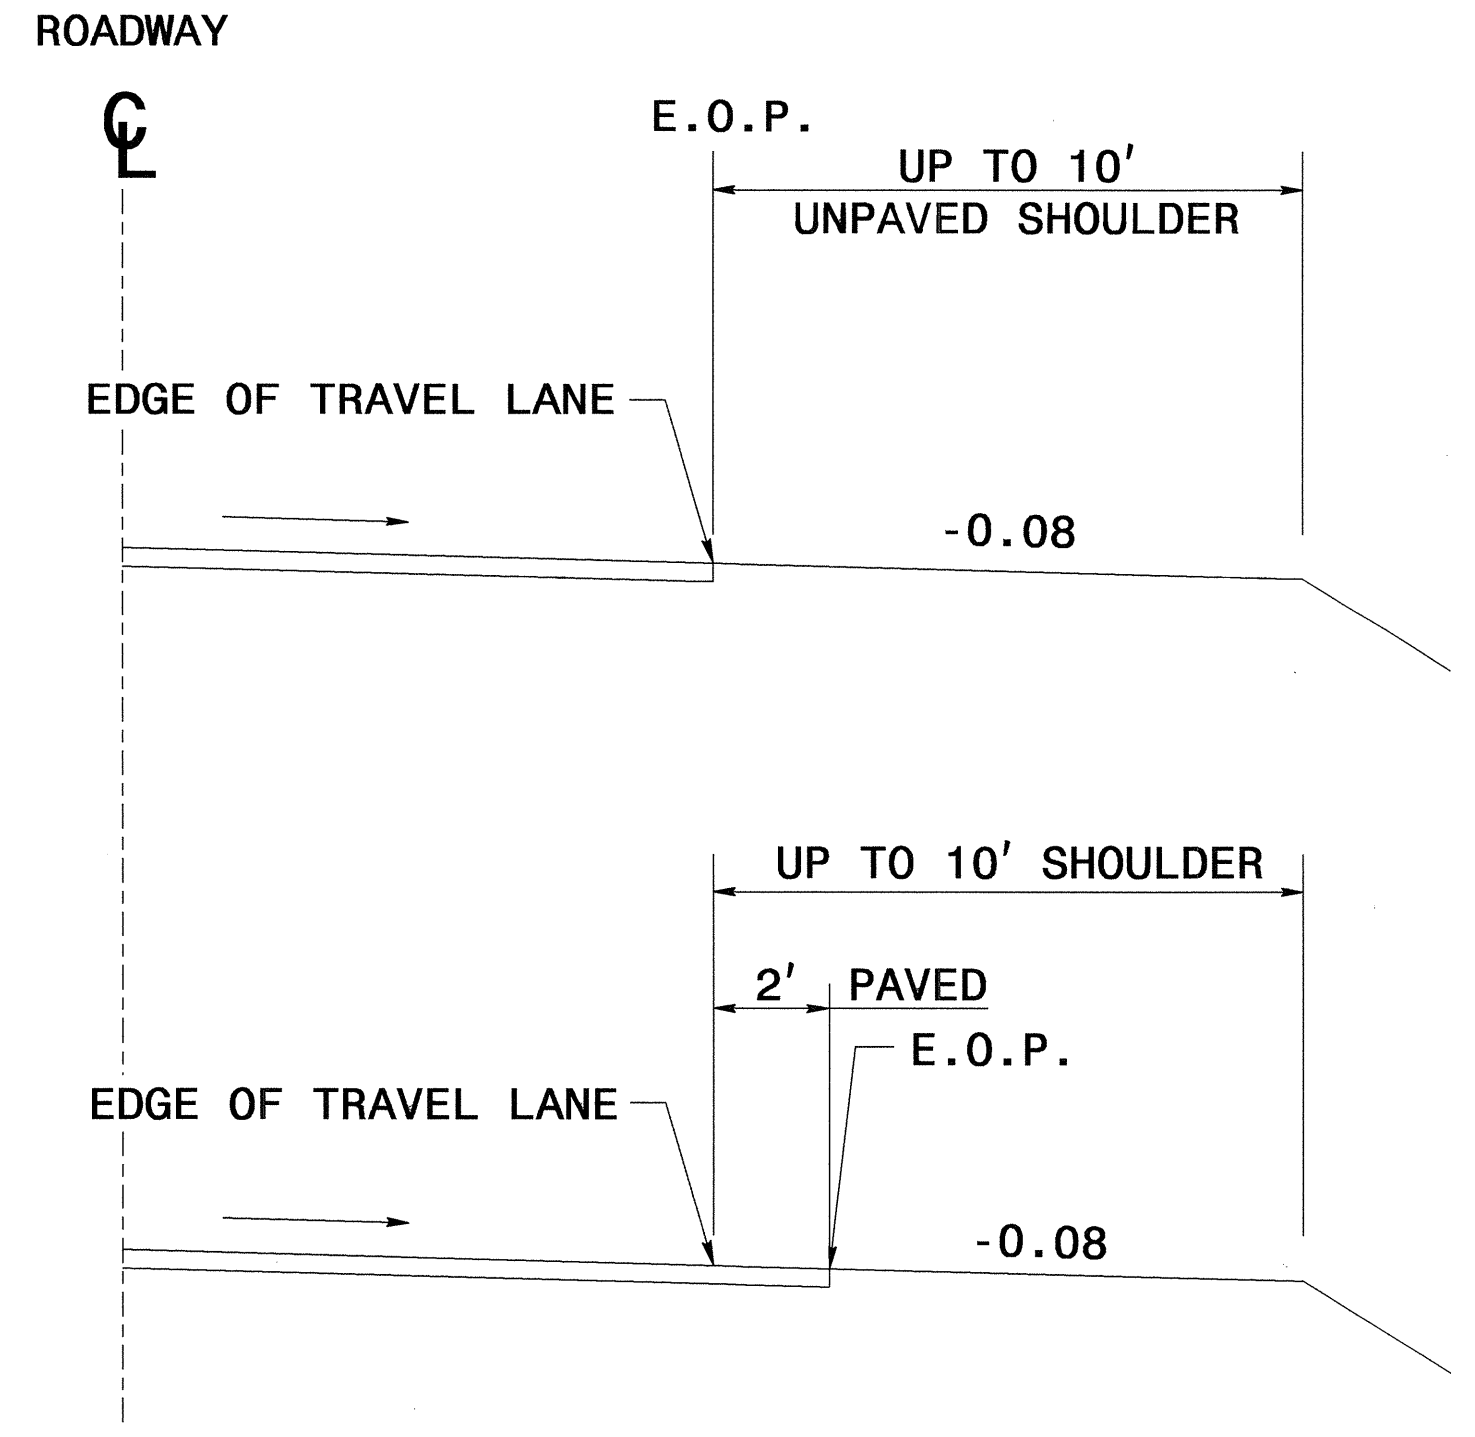 ROADWAY
CL
E.O.P.
UP TO 10'
UNPAVED SHOULDER
EDGE OF TRAVEL LANE
-0.08
UP TO 10' SHOULDER
2' PAVED
E.O.P.
EDGE OF TRAVEL LANE
-0.08